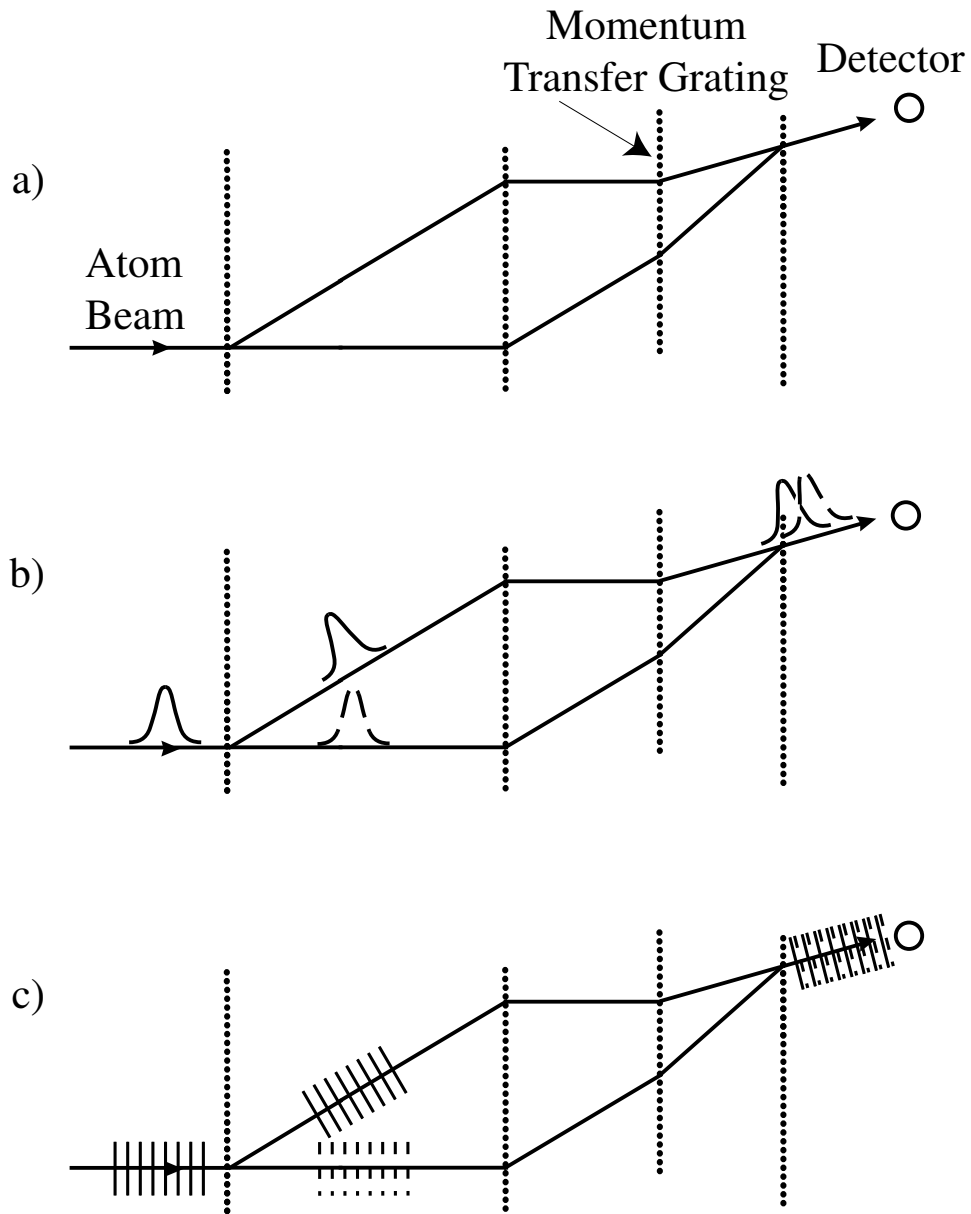 Momentum
Transfer Grating
Detector
a)
Atom
Beam
b)
c)